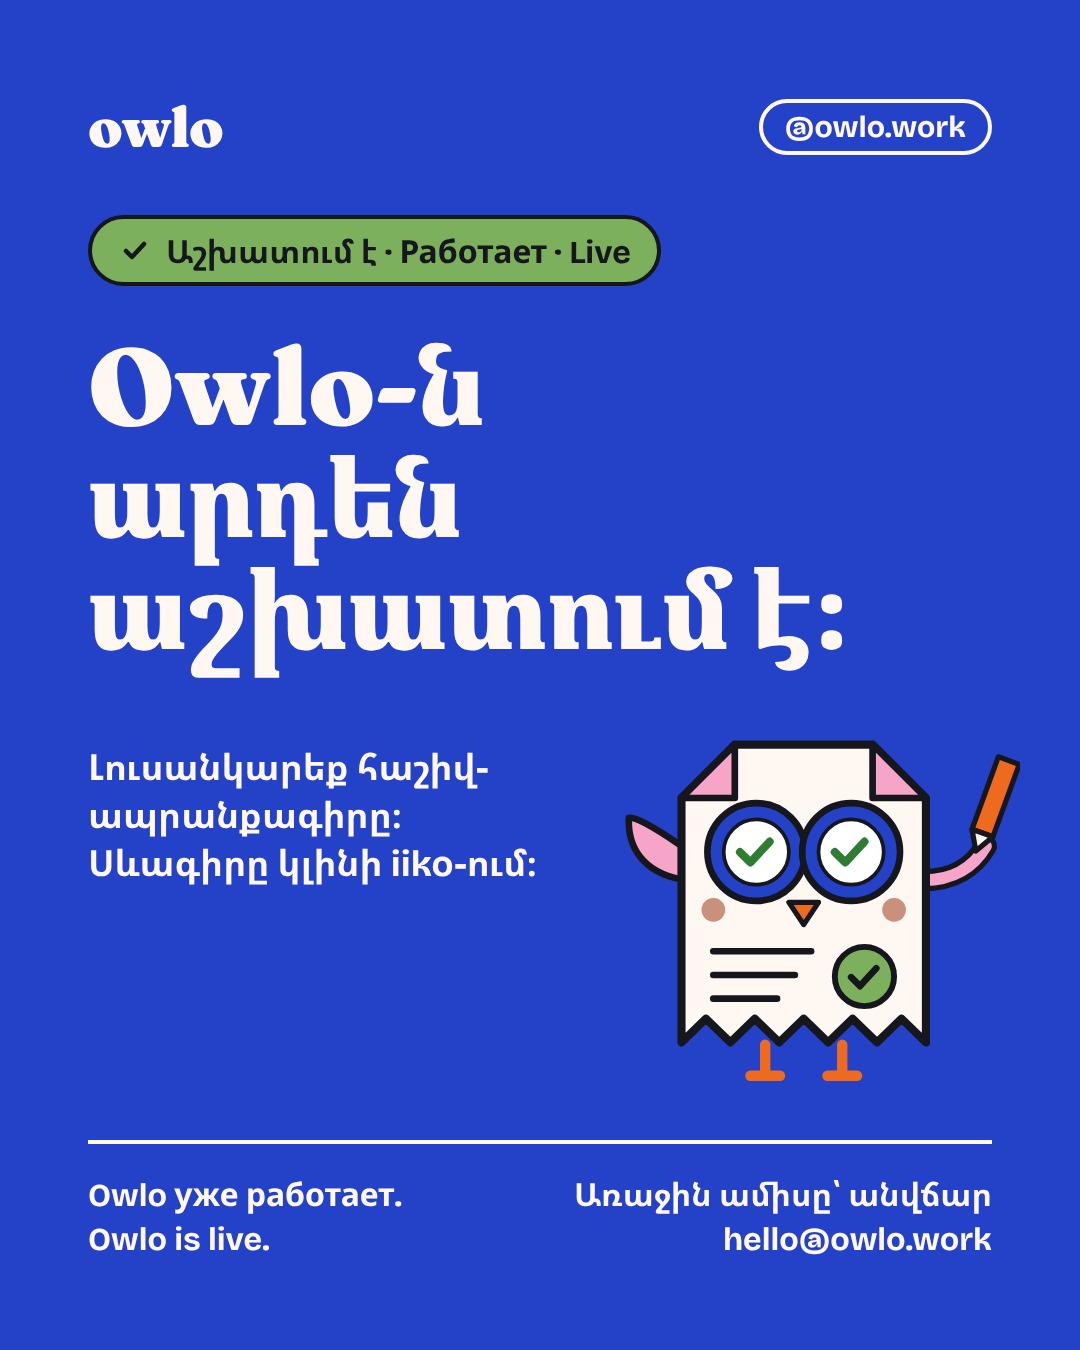 owlo
@owlo.work
Աշխատում է · Работает · Live
Owlo-ն
արդեն
աշխատում է:
Լուսանկարեք հաշիվ-
ապրանքագիրը:
Սևագիրը կլինի iiko-ում:
Owlo уже работает.
Owlo is live.
Առաջին ամիսը՝ անվճար
hello@owlo.work